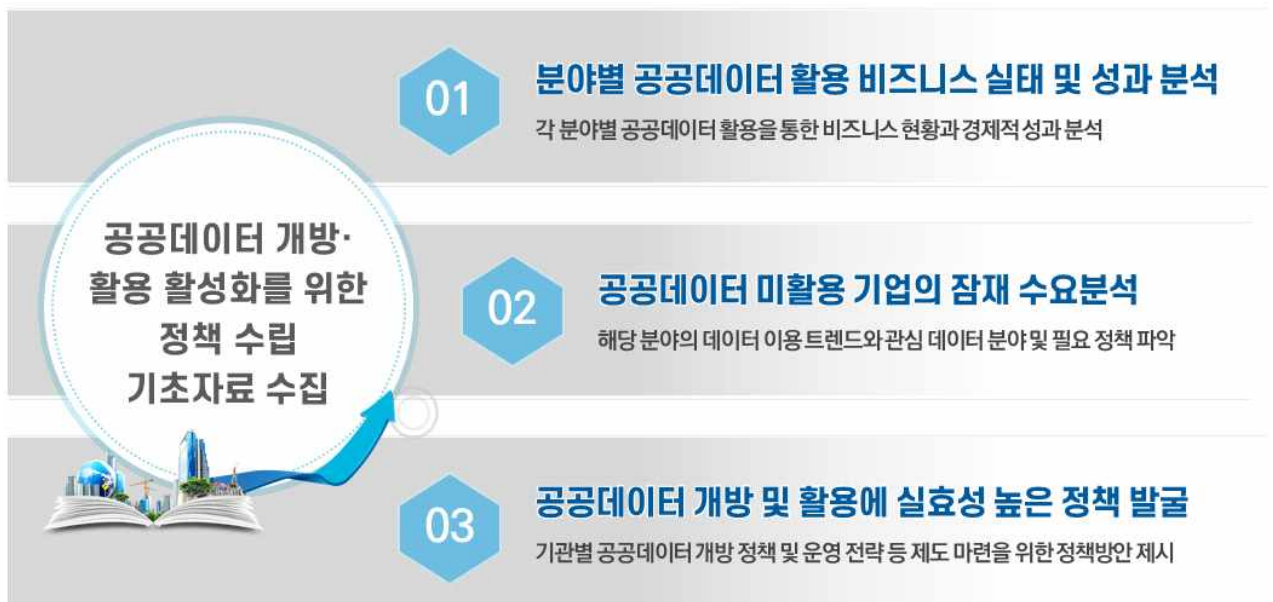 공공데이터 개방·
활용 활성화를 위한
정책 수립
기초자료 수집
01
분야별 공공데이터 활용 비즈니스 실태 및 성과 분석
각 분야별 공공데이터 활용을 통한 비즈니스 현황과 경제적 성과 분석
02
공공데이터 미활용 기업의 잠재 수요분석
해당 분야의 데이터 이용 트렌드와 관심 데이터 분야 및 필요 정책 파악
03
공공데이터 개방 및 활용에 실효성 높은 정책 발굴
기관별 공공데이터 개방 정책 및 운영 전략 등 제도 마련을 위한 정책방안 제시